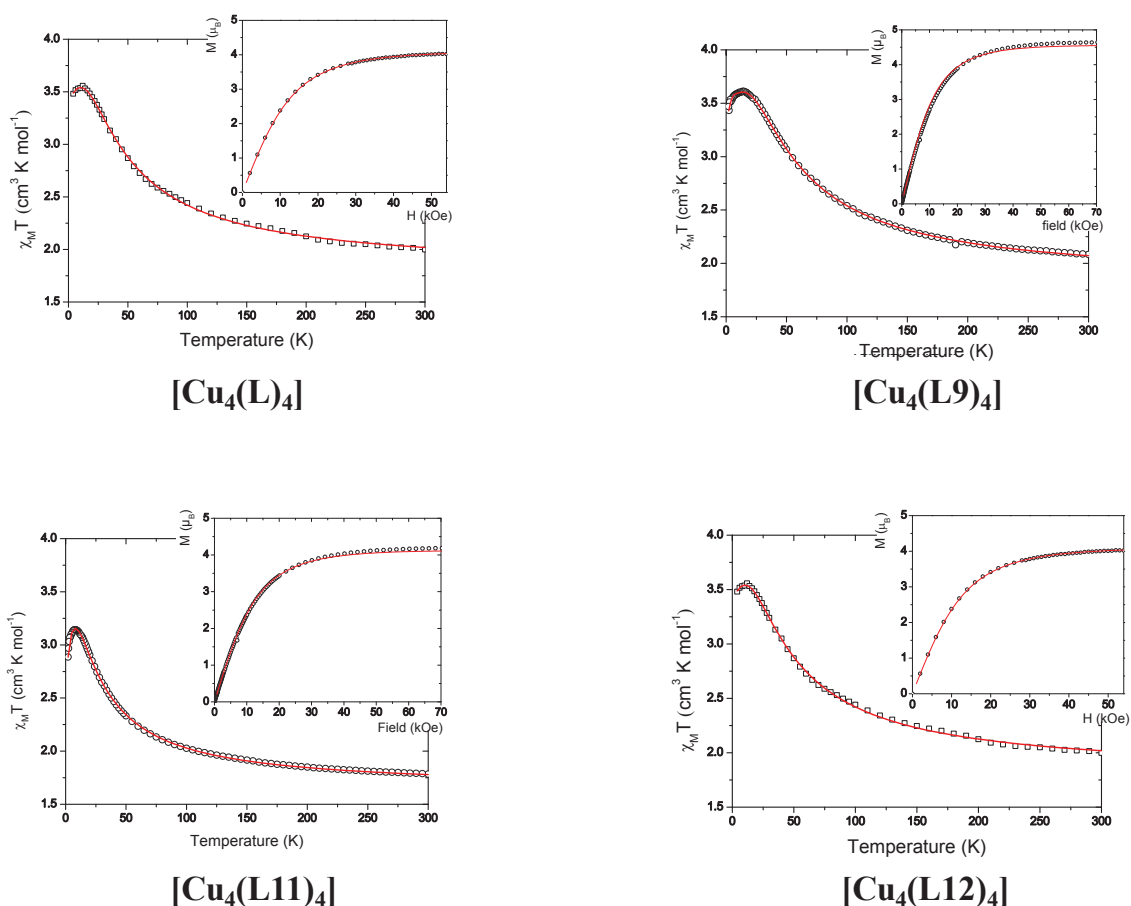 M (μB)
5
4
3
2
1
0
0 10 20 30 40 50
H (kOe)
4.0
3.5
3.0
2.5
2.0
1.5
χMT (cm³ K mol⁻¹)
0 50 100 150 200 250 300
Temperature (K)
[Cu₄(L)₄]
M (μB)
5
4
3
2
1
0
0 10 20 30 40 50 60 70
field (kOe)
4.0
3.5
3.0
2.5
2.0
1.5
χMT (cm³ K mol⁻¹)
0 50 100 150 200 250 300
Temperature (K)
[Cu₄(L9)₄]
M (μB)
5
4
3
2
1
0
0 10 20 30 40 50 60 70
Field (kOe)
4.0
3.5
3.0
2.5
2.0
1.5
χMT (cm³ K mol⁻¹)
0 50 100 150 200 250 300
Temperature (K)
[Cu₄(L11)₄]
M (μB)
5
4
3
2
1
0
0 10 20 30 40 50
H (kOe)
4.0
3.5
3.0
2.5
2.0
1.5
χMT (cm³ K mol⁻¹)
0 50 100 150 200 250 300
Temperature (K)
[Cu₄(L12)₄]